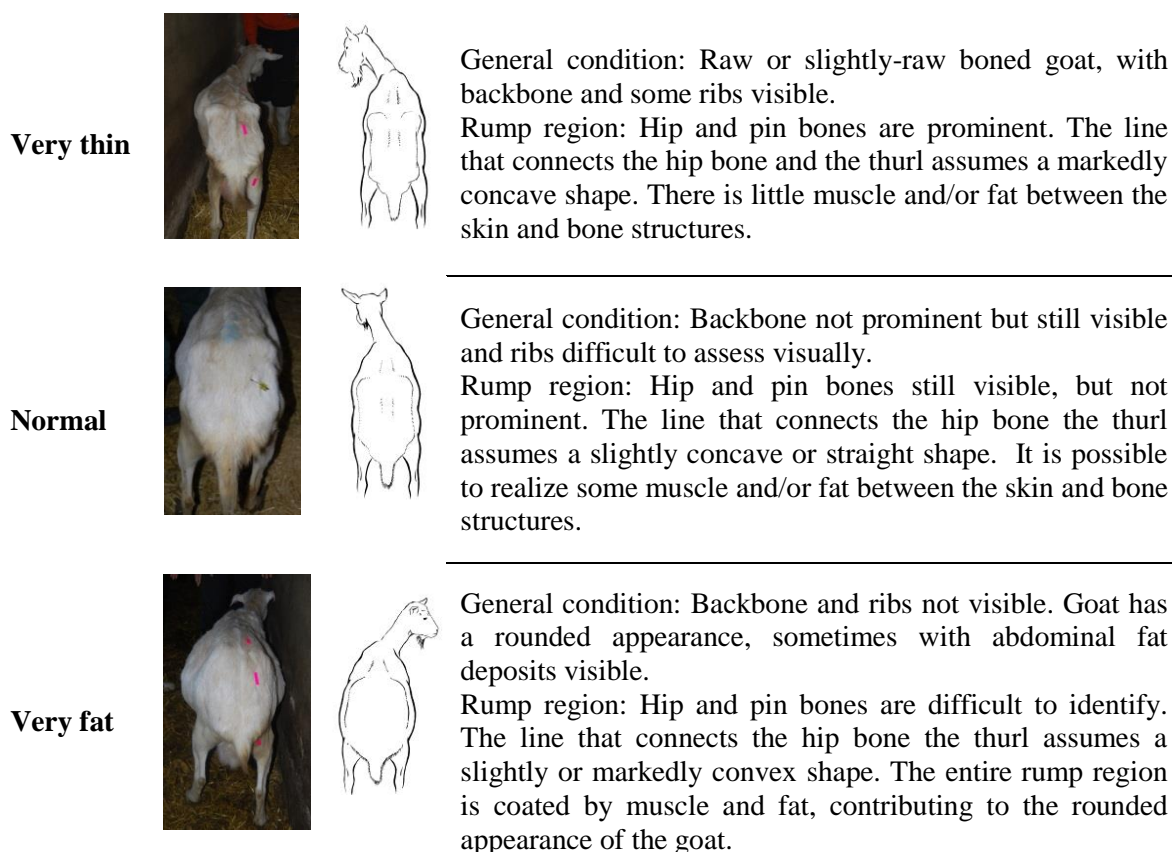 Very thin
General condition: Raw or slightly-raw boned goat, with
backbone and some ribs visible.
Rump region: Hip and pin bones are prominent. The line
that connects the hip bone and the thurl assumes a markedly
concave shape. There is little muscle and/or fat between the
skin and bone structures.
Normal
General condition: Backbone not prominent but still visible
and ribs difficult to assess visually.
Rump region: Hip and pin bones still visible, but not
prominent. The line that connects the hip bone the thurl
assumes a slightly concave or straight shape.  It is possible
to realize some muscle and/or fat between the skin and bone
structures.
Very fat
General condition: Backbone and ribs not visible. Goat has
a rounded appearance, sometimes with abdominal fat
deposits visible.
Rump region: Hip and pin bones are difficult to identify.
The line that connects the hip bone the thurl assumes a
slightly or markedly convex shape. The entire rump region
is coated by muscle and fat, contributing to the rounded
appearance of the goat.